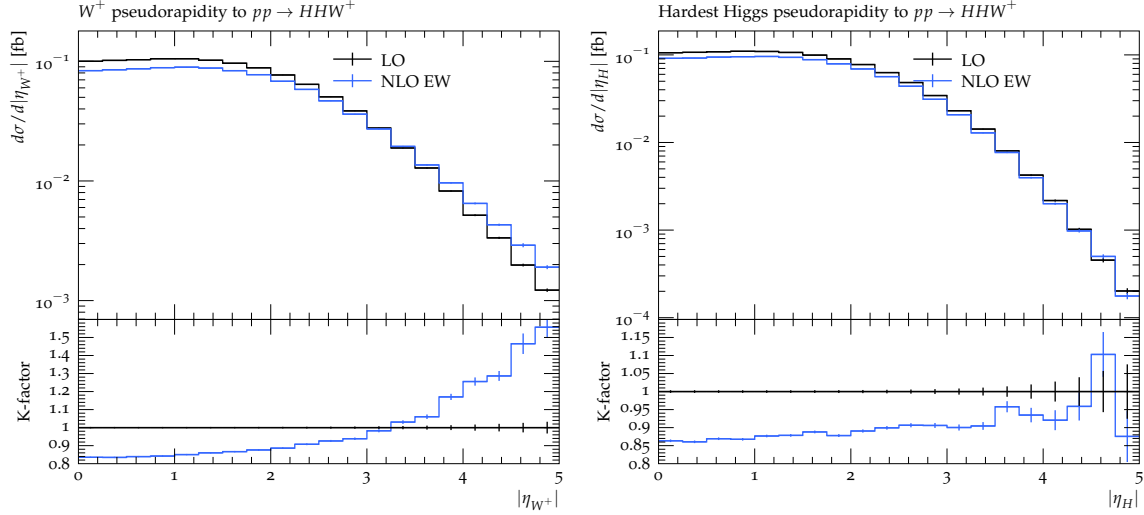 W⁺ pseudorapidity to pp → HHW⁺
LO
NLO EW
10⁻¹
10⁻²
10⁻³
dσ/d|η_W⁺| [fb]
0.8
0.9
1
1.1
1.2
1.3
1.4
1.5
K-factor
0 1 2 3 4 5
|η_W⁺|
Hardest Higgs pseudorapidity to pp → HHW⁺
LO
NLO EW
10⁻¹
10⁻²
10⁻³
10⁻⁴
dσ/d|η_H| [fb]
0.8
0.85
0.9
0.95
1
1.05
1.1
1.15
K-factor
0 1 2 3 4 5
|η_H|